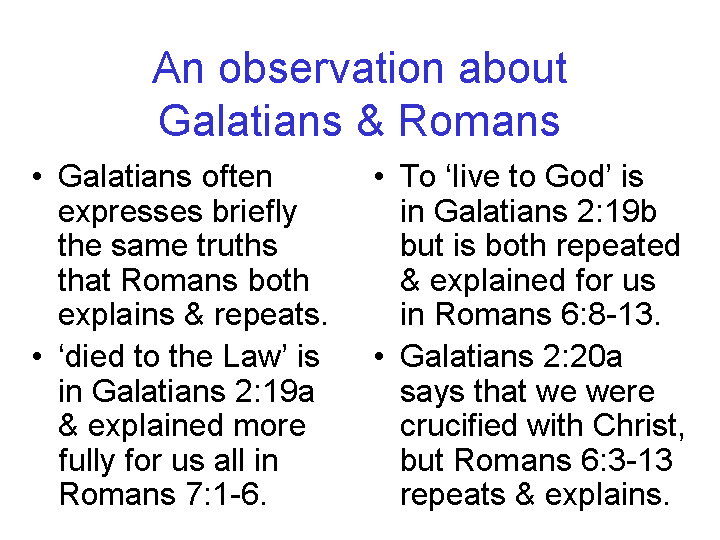 An observation about
Galatians & Romans
• Galatians often
expresses briefly
the same truths
that Romans both
explains & repeats.
• ‘died to the Law’ is
in Galatians 2:19a
& explained more
fully for us all in
Romans 7:1-6.
• To ‘live to God’ is
in Galatians 2:19b
but is both repeated
& explained for us
in Romans 6:8-13.
• Galatians 2:20a
says that we were
crucified with Christ,
but Romans 6:3-13
repeats & explains.